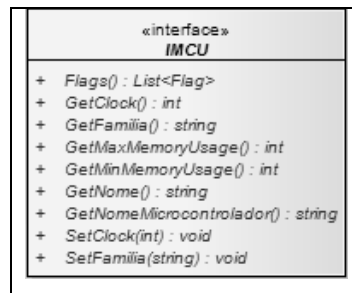 «interface»
IMCU
+ Flags() : List<Flag>
+ GetClock() : int
+ GetFamilia() : string
+ GetMaxMemoryUsage() : int
+ GetMinMemoryUsage() : int
+ GetNome() : string
+ GetNomeMicrocontrolador() : string
+ SetClock(int) : void
+ SetFamilia(string) : void